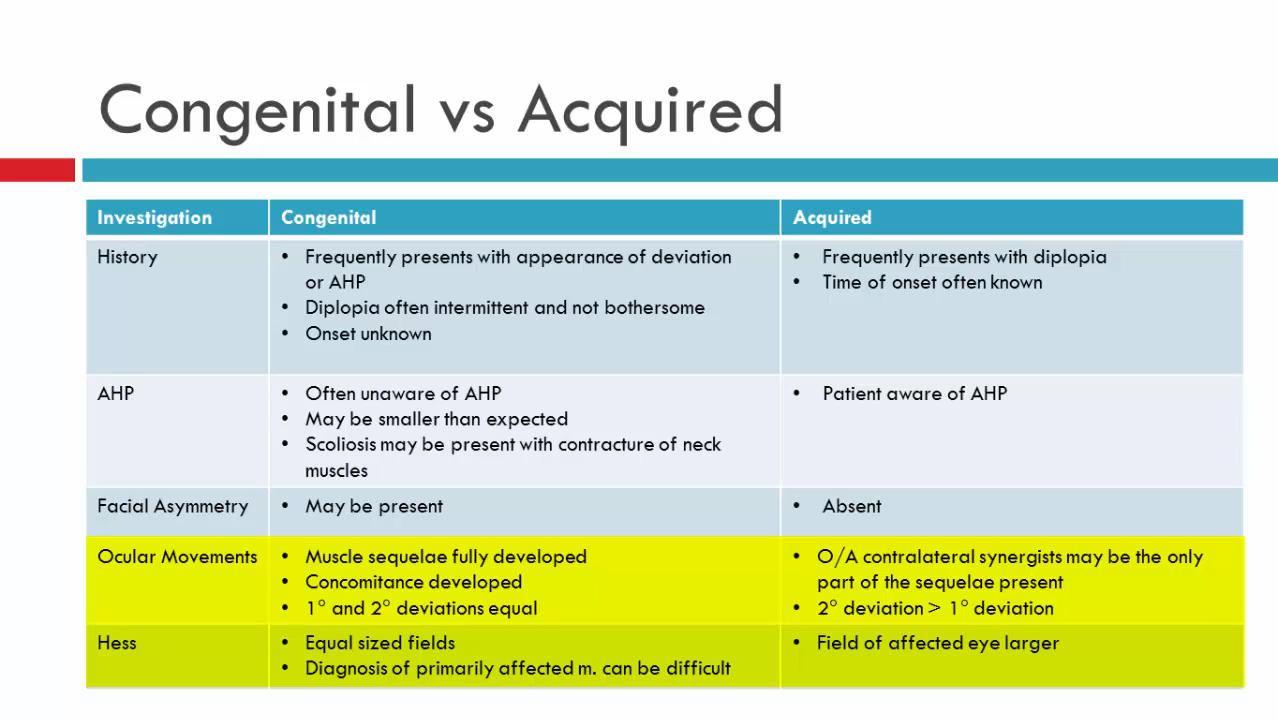 Congenital vs Acquired
Investigation
Congenital
Acquired
History
• Frequently presents with appearance of deviation
or AHP
• Diplopia often intermittent and not bothersome
• Onset unknown
• Frequently presents with diplopia
• Time of onset often known
AHP
• Often unaware of AHP
• May be smaller than expected
• Scoliosis may be present with contracture of neck
muscles
• Patient aware of AHP
Facial Asymmetry
• May be present
• Absent
Ocular Movements
• Muscle sequelae fully developed
• Concomitance developed
• 1° and 2° deviations equal
• O/A contralateral synergists may be the only
part of the sequelae present
• 2° deviation > 1° deviation
Hess
• Equal sized fields
• Diagnosis of primarily affected m. can be difficult
• Field of affected eye larger